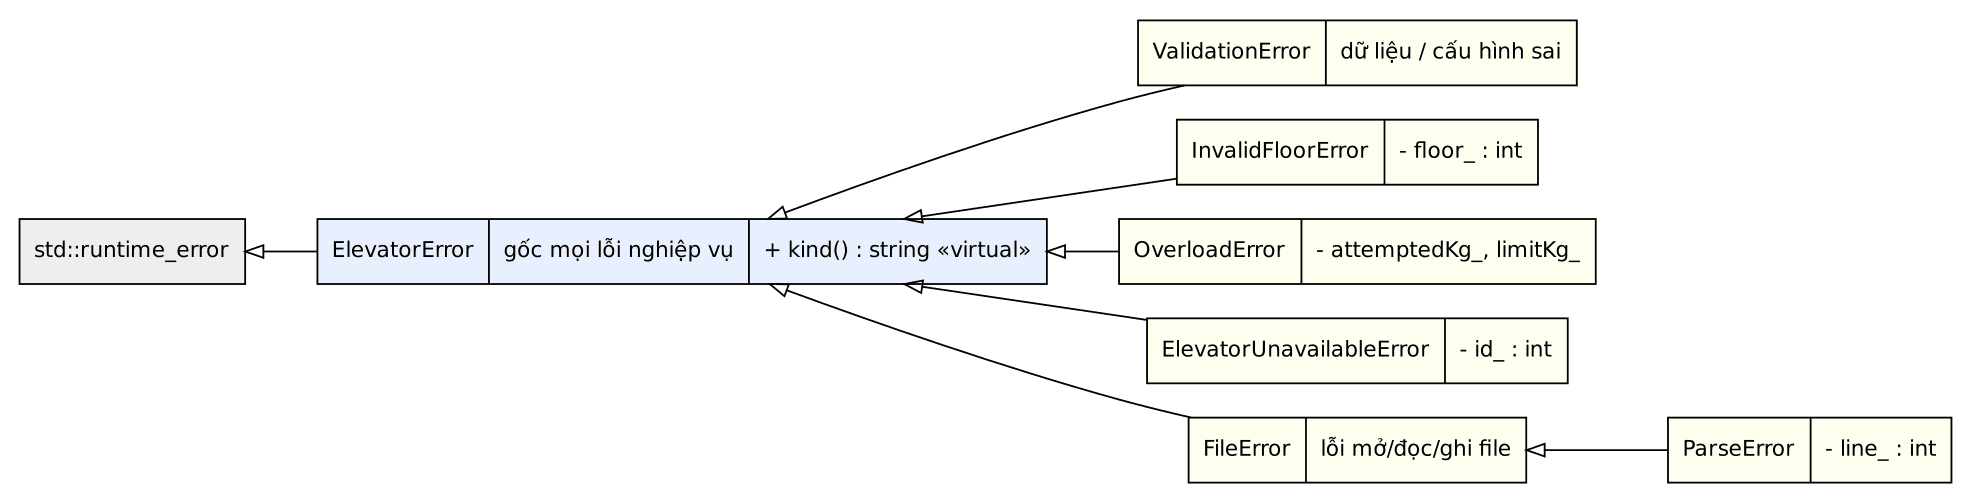 ValidationError
dữ liệu / cấu hình sai
InvalidFloorError
- floor_ : int
std::runtime_error
ElevatorError
gốc mọi lỗi nghiệp vụ
+ kind() : string «virtual»
OverloadError
- attemptedKg_, limitKg_
ElevatorUnavailableError
- id_ : int
FileError
lỗi mở/đọc/ghi file
ParseError
- line_ : int